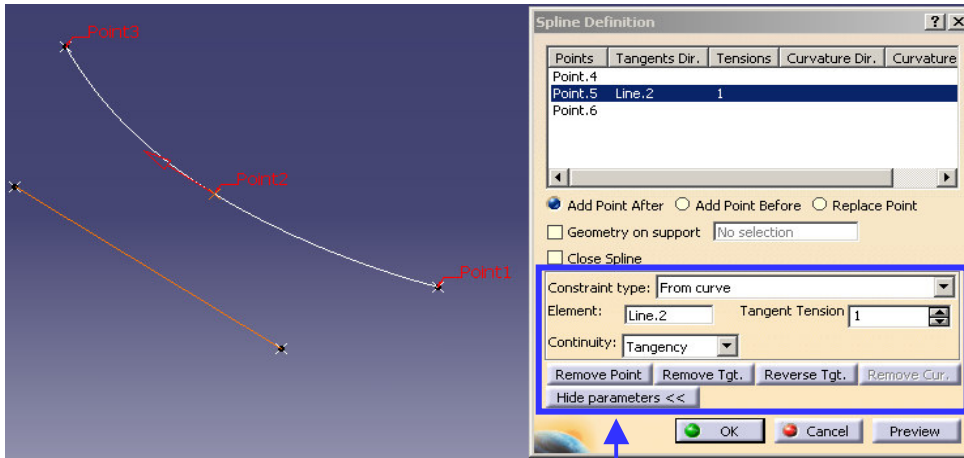 Point3
Point2
Point1
Spline Definition
? X
Points Tangents Dir. Tensions Curvature Dir. Curvature
Point.4
Point.5 Line.2 1
Point.6
Add Point After Add Point Before Replace Point
Geometry on support No selection
Close Spline
Constraint type: From curve
Element: Line.2 Tangent Tension 1
Continuity: Tangency
Remove Point Remove Tgt. Reverse Tgt. Remove Cur.
Hide parameters <<
OK Cancel Preview